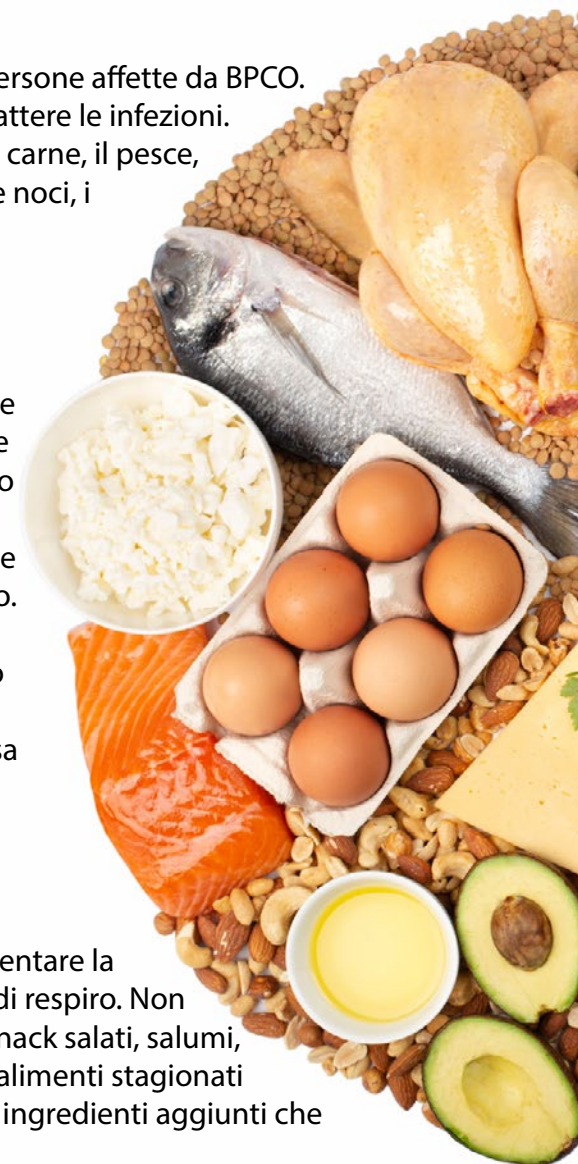 ersone affette da BPCO.
attere le infezioni.
carne, il pesce,
e noci, i
e
e
o
e
o.
o
sa
entare la
di respiro. Non
nack salati, salumi,
alimenti stagionati
ingredienti aggiunti che